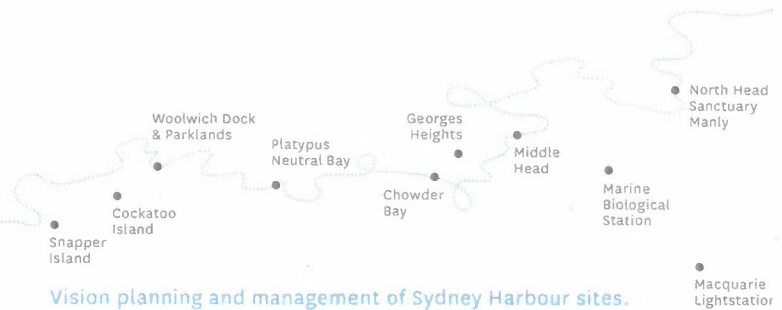 North Head
Sanctuary
Manly
Woolwich Dock
& Parklands
Georges
Heights
Platypus
Neutral Bay
Middle
Head
Chowder
Bay
Marine
Biological
Station
Cockatoo
Island
Snapper
Island
Macquarie
Lightstation
Vision planning and management of Sydney Harbour sites.